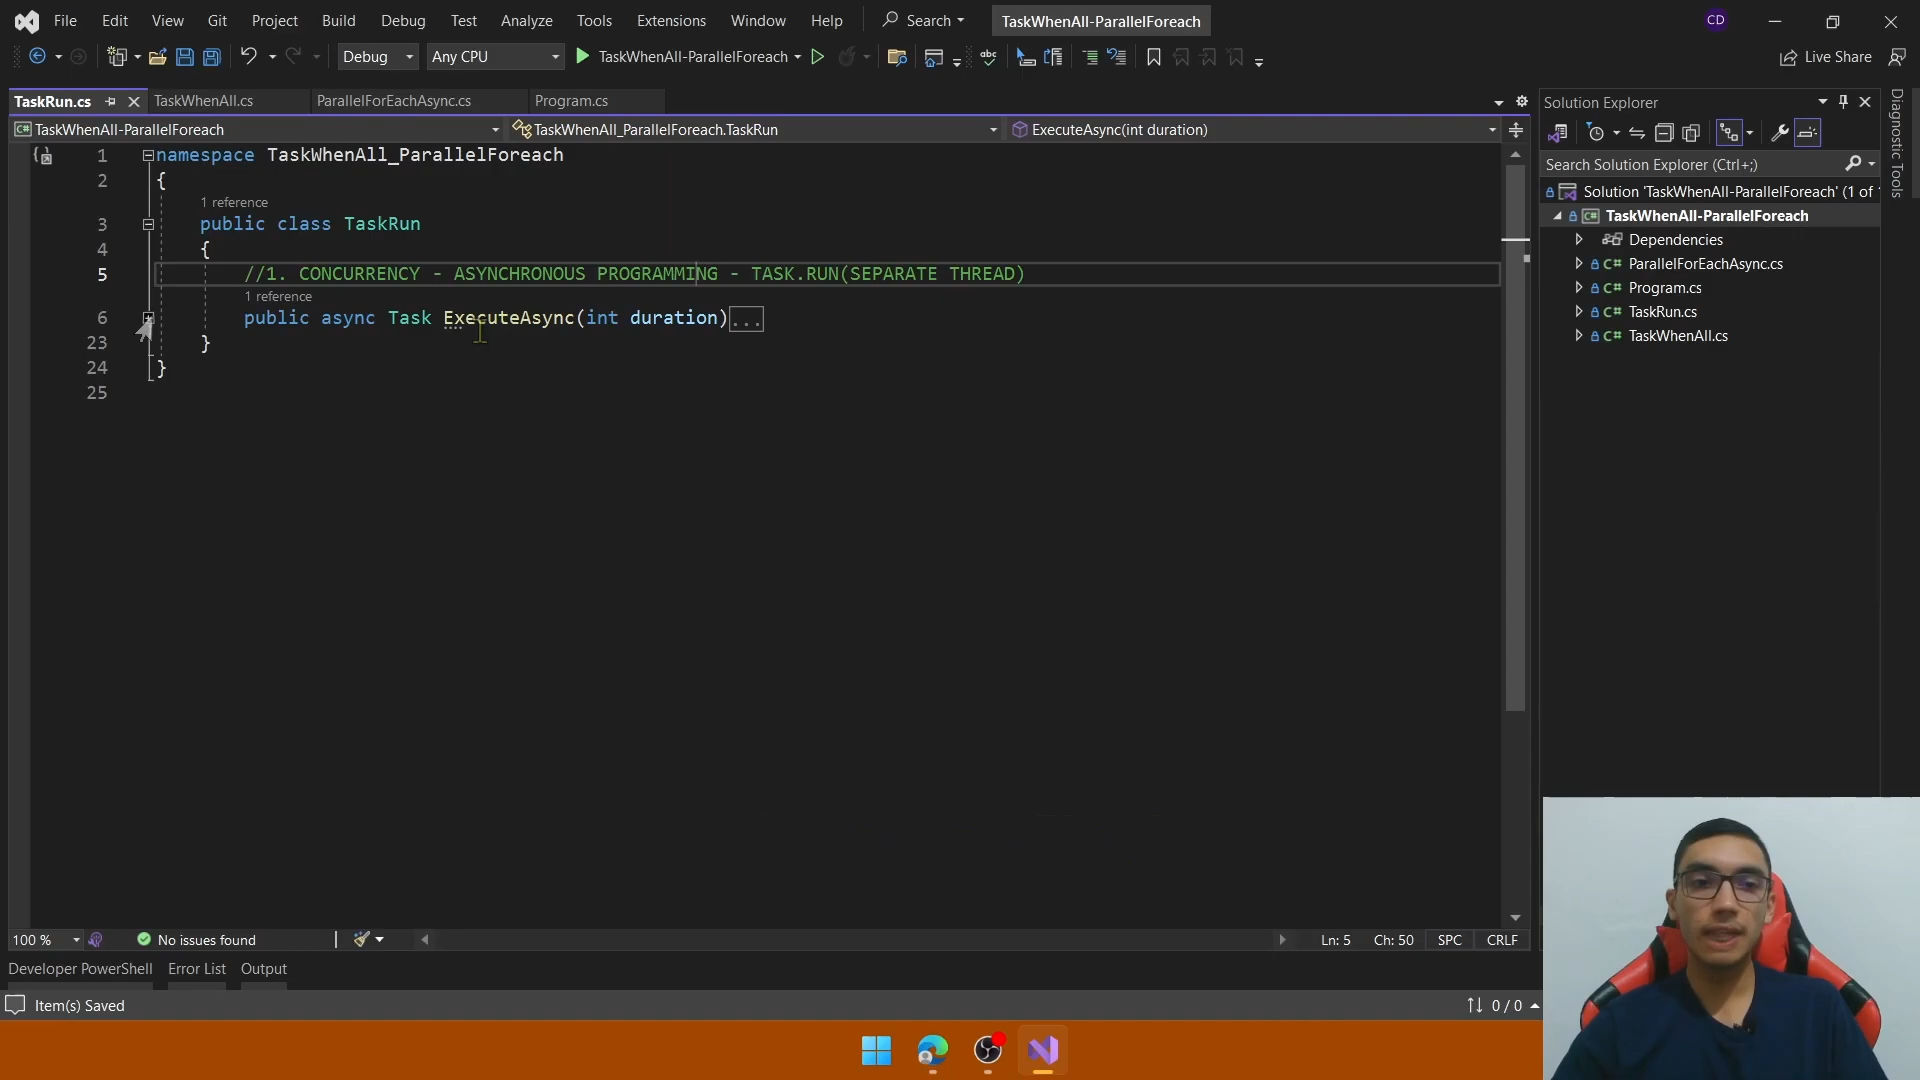 File Edit View Git Project Build Debug Test Analyze Tools Extensions Window Help Search TaskWhenAll-ParallelForeach CD
Debug Any CPU TaskWhenAll-ParallelForeach Live Share
TaskRun.cs TaskWhenAll.cs ParallelForEachAsync.cs Program.cs
TaskWhenAll-ParallelForeach TaskWhenAll_ParallelForeach.TaskRun ExecuteAsync(int duration)
1 namespace TaskWhenAll_ParallelForeach
2 {
1 reference
3 public class TaskRun
4 {
5 //1. CONCURRENCY - ASYNCHRONOUS PROGRAMMING - TASK.RUN(SEPARATE THREAD)
1 reference
6 public async Task ExecuteAsync(int duration)...
23 }
24 }
25
Solution Explorer
Search Solution Explorer (Ctrl+;)
Solution 'TaskWhenAll-ParallelForeach' (1 of
TaskWhenAll-ParallelForeach
Dependencies
C# ParallelForEachAsync.cs
C# Program.cs
C# TaskRun.cs
C# TaskWhenAll.cs
Diagnostic Tools
100 % No issues found Ln: 5 Ch: 50 SPC CRLF
Developer PowerShell Error List Output
Item(s) Saved 0 / 0